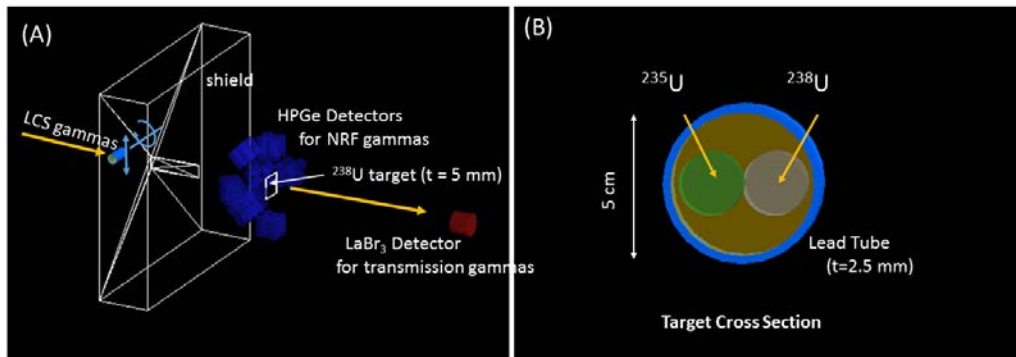 (A)
shield
LCS gammas
HPGe Detectors
for NRF gammas
²³⁸U target (t = 5 mm)
LaBr₃ Detector
for transmission gammas
(B)
²³⁵U
²³⁸U
5 cm
Lead Tube
(t=2.5 mm)
Target Cross Section